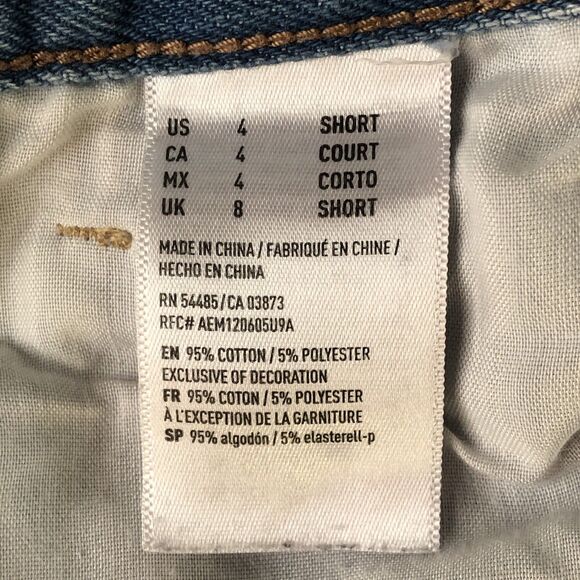 US 4 SHORT
CA 4 COURT
MX 4 CORTO
UK 8 SHORT
MADE IN CHINA / FABRIQUÉ EN CHINE /
HECHO EN CHINA
RN 54485/CA 03873
RFC# AEM120605U9A
EN 95% COTTON / 5% POLYESTER
EXCLUSIVE OF DECORATION
FR 95% COTON / 5% POLYESTER
À L'EXCEPTION DE LA GARNITURE
SP 95% algodón / 5% elasterell-p